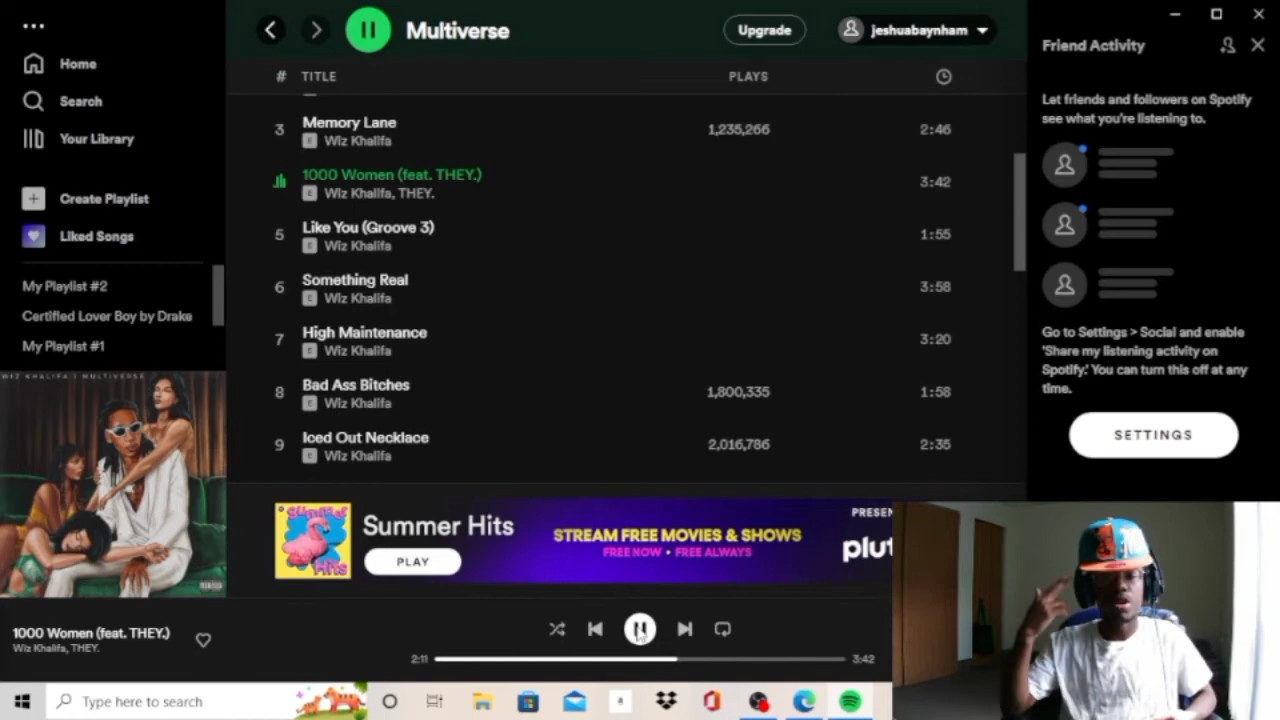 Multiverse
Upgrade
jeshuabaynham
Home
Search
Your Library
Create Playlist
Liked Songs
My Playlist #2
Certified Lover Boy by Drake
My Playlist #1
WIZ KHALIFA | MULTIVERSE
# TITLE PLAYS
3 Memory Lane 1,235,266 2:46
E Wiz Khalifa
1000 Women (feat. THEY.) 3:42
E Wiz Khalifa, THEY.
5 Like You (Groove 3) 1:55
E Wiz Khalifa
6 Something Real 3:58
E Wiz Khalifa
7 High Maintenance 3:20
E Wiz Khalifa
8 Bad Ass Bitches 1,800,335 1:58
E Wiz Khalifa
9 Iced Out Necklace 2,016,786 2:35
E Wiz Khalifa
Friend Activity
Let friends and followers on Spotify
see what you're listening to.
Go to Settings > Social and enable
'Share my listening activity on
Spotify.' You can turn this off at any
time.
SETTINGS
Summer Hits
Summer Hits
PLAY
STREAM FREE MOVIES & SHOWS
FREE NOW • FREE ALWAYS
PRESEN
plut
1000 Women (feat. THEY.)
Wiz Khalifa, THEY.
2:11 3:42
Type here to search